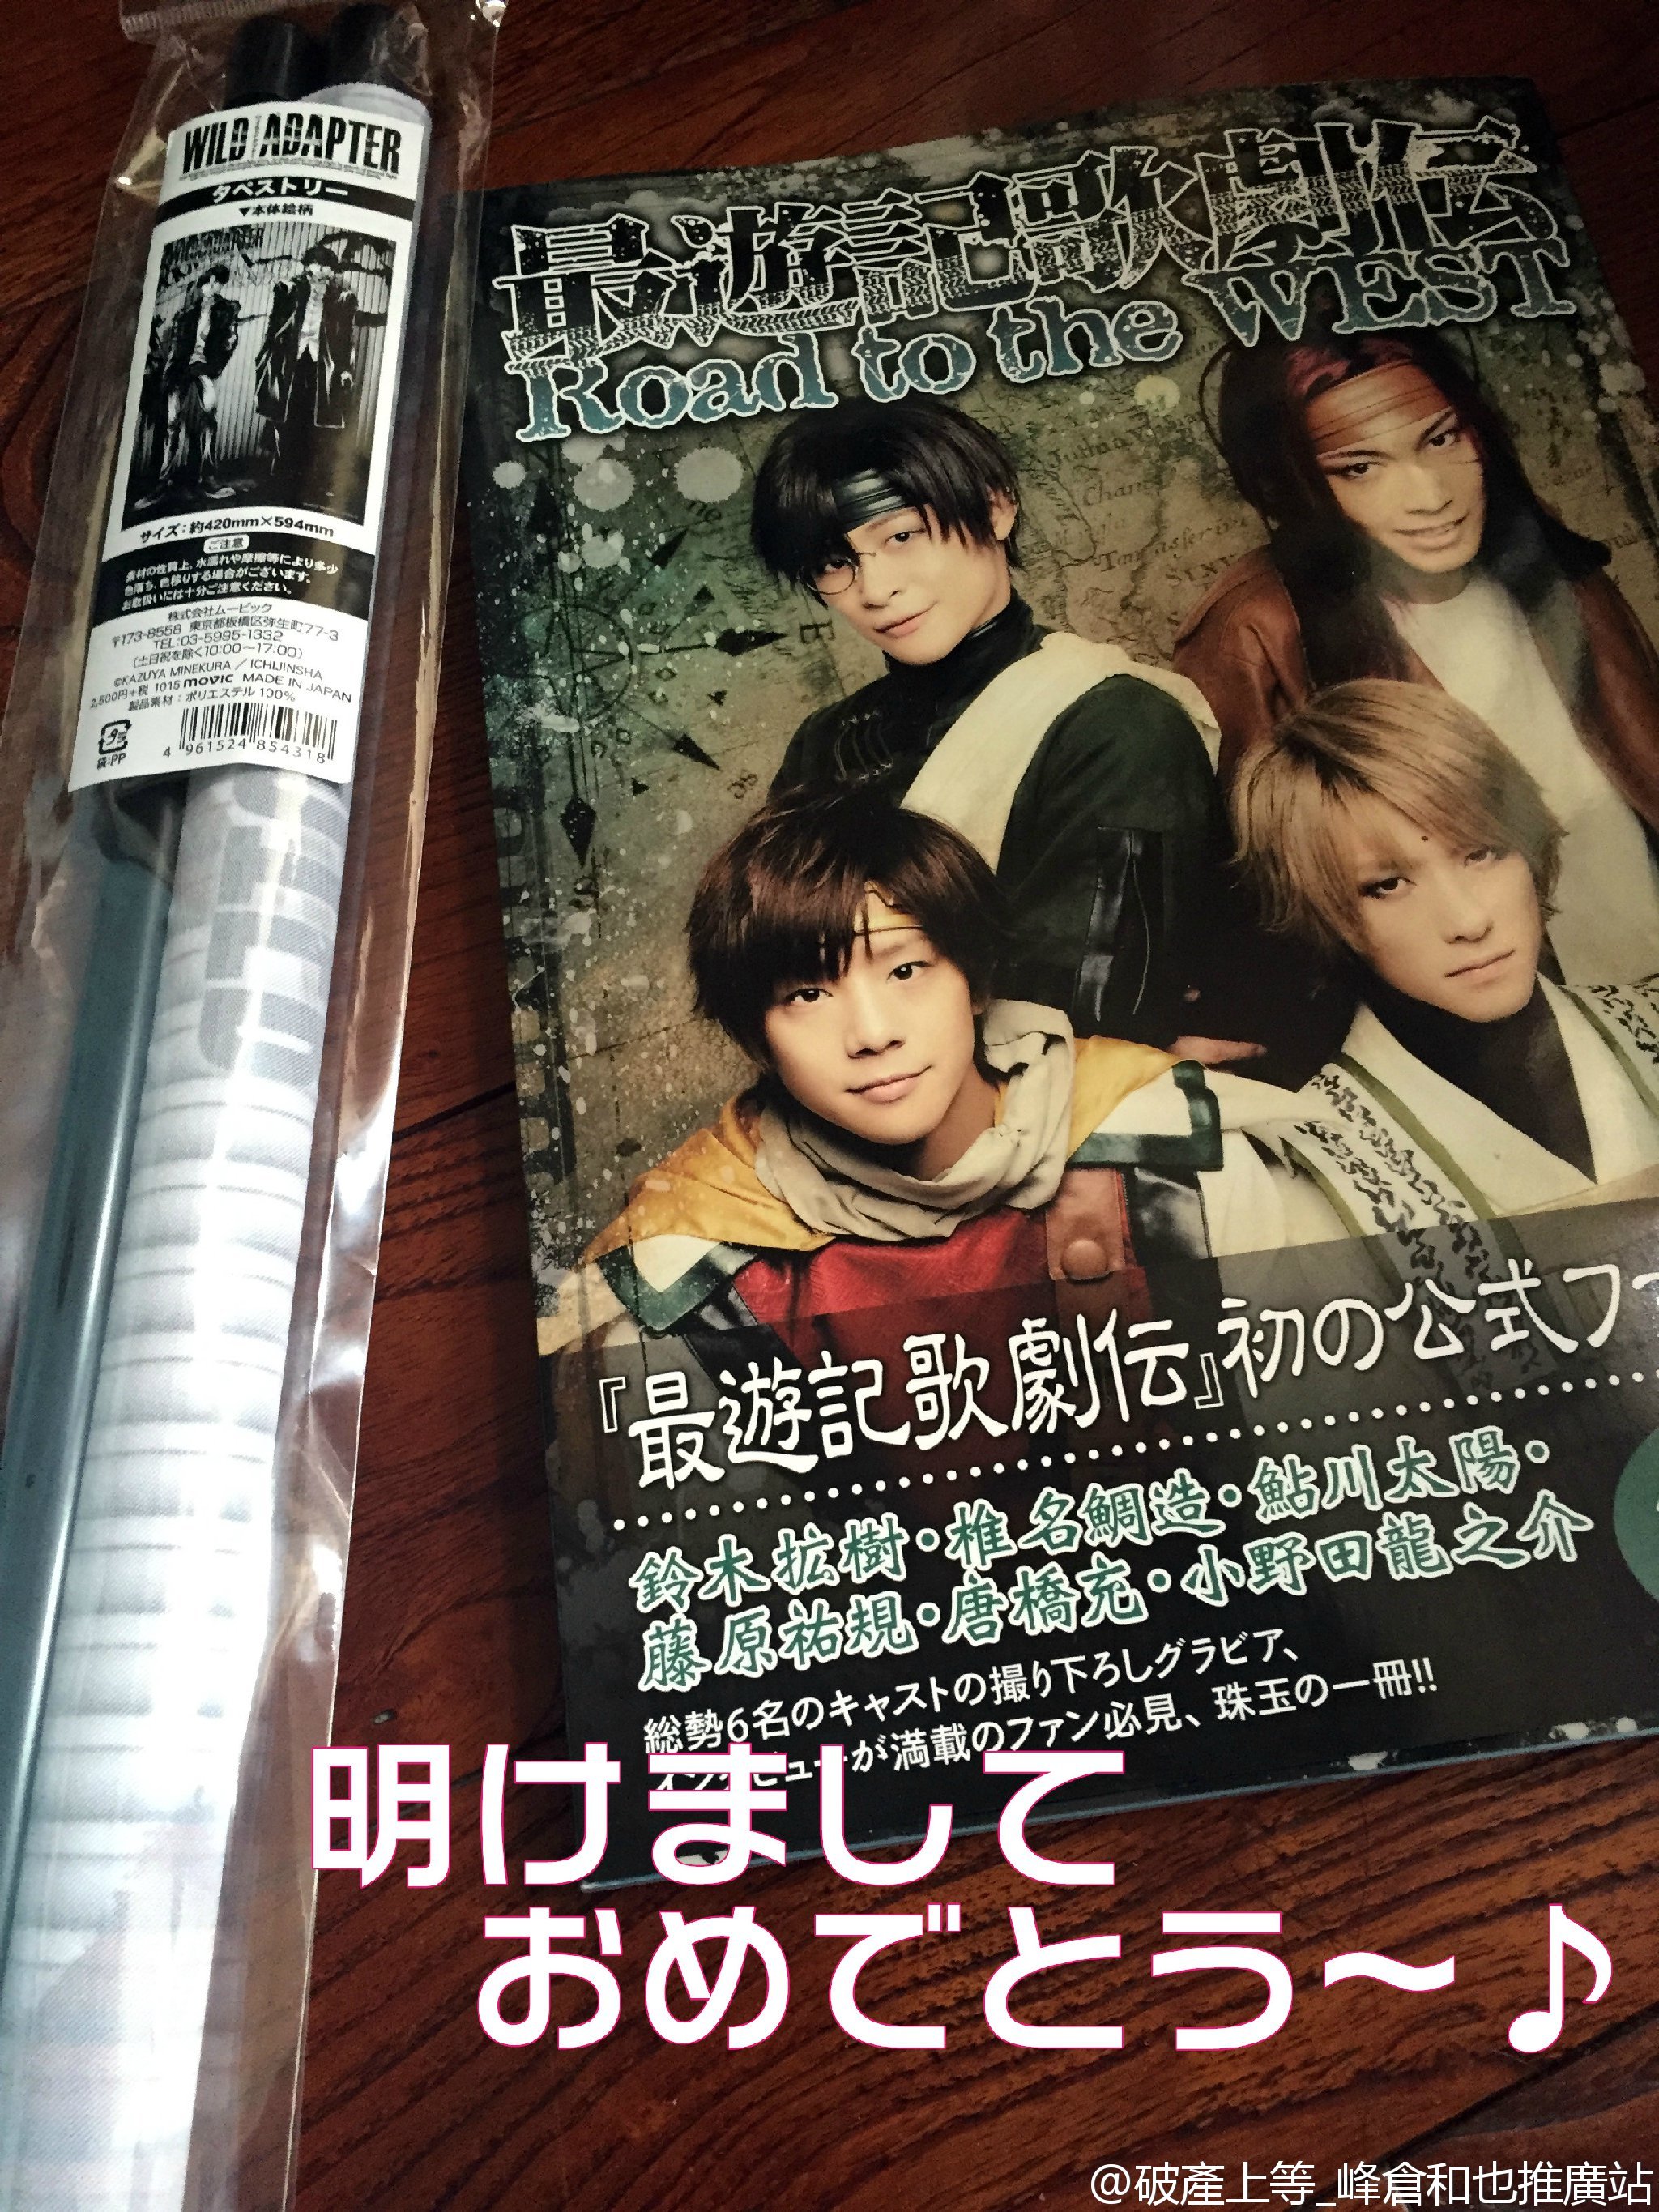 WILD ADAPTER
タペストリー
▼本体絵柄
サイズ:約420mm×594mm
ご注意
素材の性質上、水濡れや摩擦等により多少
色落ち、色移りする場合がございます。
お取扱いには十分ご注意ください。
株式会社ムービック
〒173-8558 東京都板橋区弥生町77-3
TEL:03-5995-1332
(土日祝を除く10:00~17:00)
©KAZUYA MINEKURA/ICHIJINSHA
2,500円+税 1015 movic MADE IN JAPAN
製品素材:ポリエステル100%
プラ
袋:PP
4 961524 854318
最遊記歌劇伝
Road to the WEST
『最遊記歌劇伝』初の公式フォ
鈴木拡樹・椎名鯛造・鮎川太陽・
藤原祐規・唐橋充・小野田龍之介
総勢6名のキャストの撮り下ろしグラビア、
インタビューが満載のファン必見、珠玉の一冊!!
明けまして
おめでとう~♪
@破產上等_峰倉和也推廣站